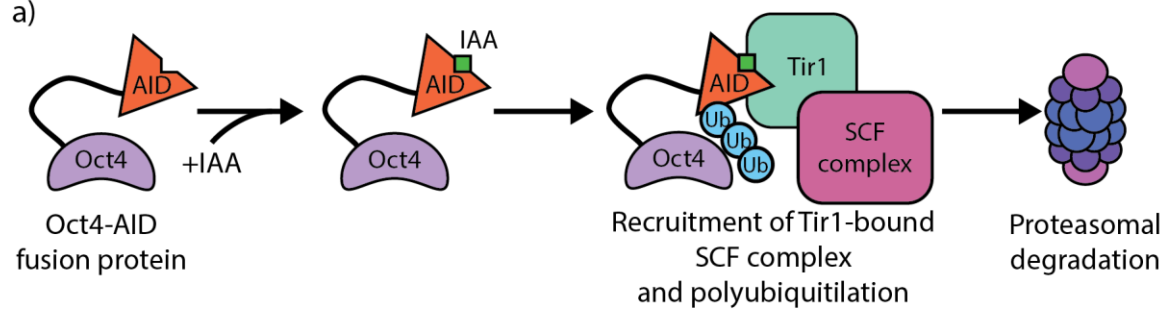 a)
AID
Oct4
+IAA
Oct4-AID
fusion protein
IAA
AID
Oct4
AID
Tir1
Ub
Ub
Ub
Oct4
SCF
complex
Recruitment of Tir1-bound
SCF complex
and polyubiquitilation
Proteasomal
degradation